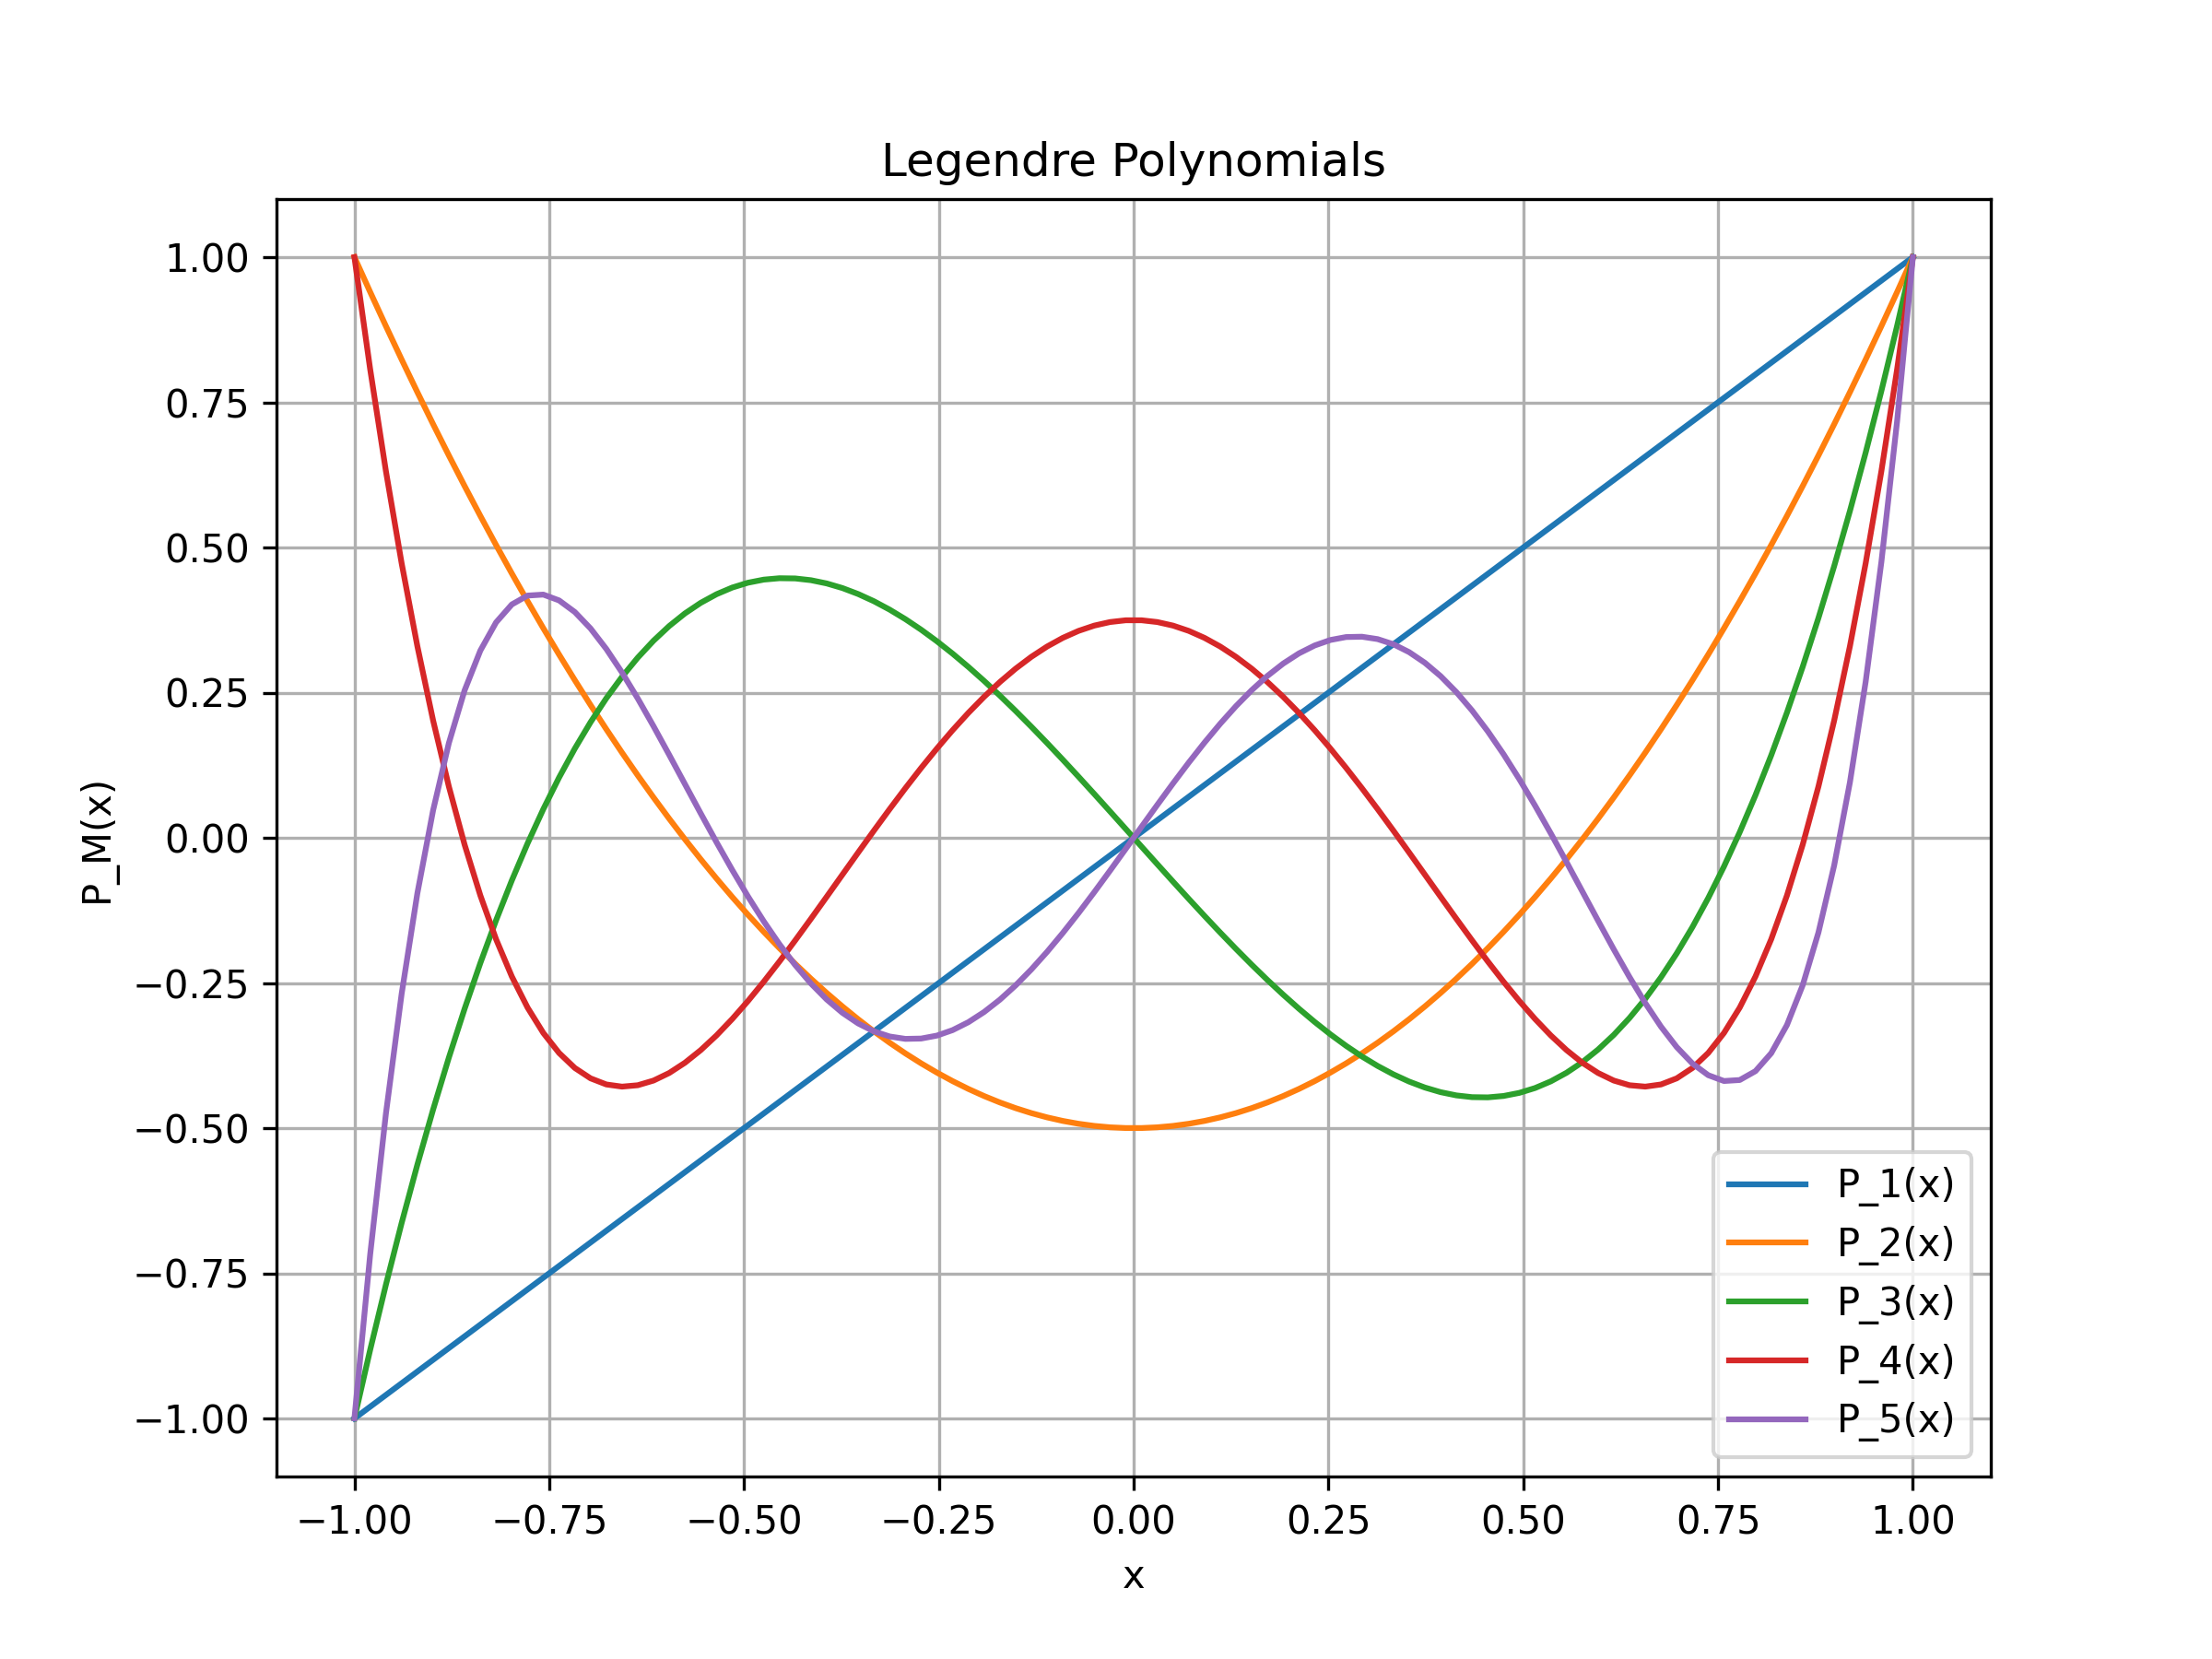 Legendre Polynomials
P_M(x)
1.00
0.75
0.50
0.25
0.00
−0.25
−0.50
−0.75
−1.00
−1.00 −0.75 −0.50 −0.25 0.00 0.25 0.50 0.75 1.00
x
P_1(x)
P_2(x)
P_3(x)
P_4(x)
P_5(x)